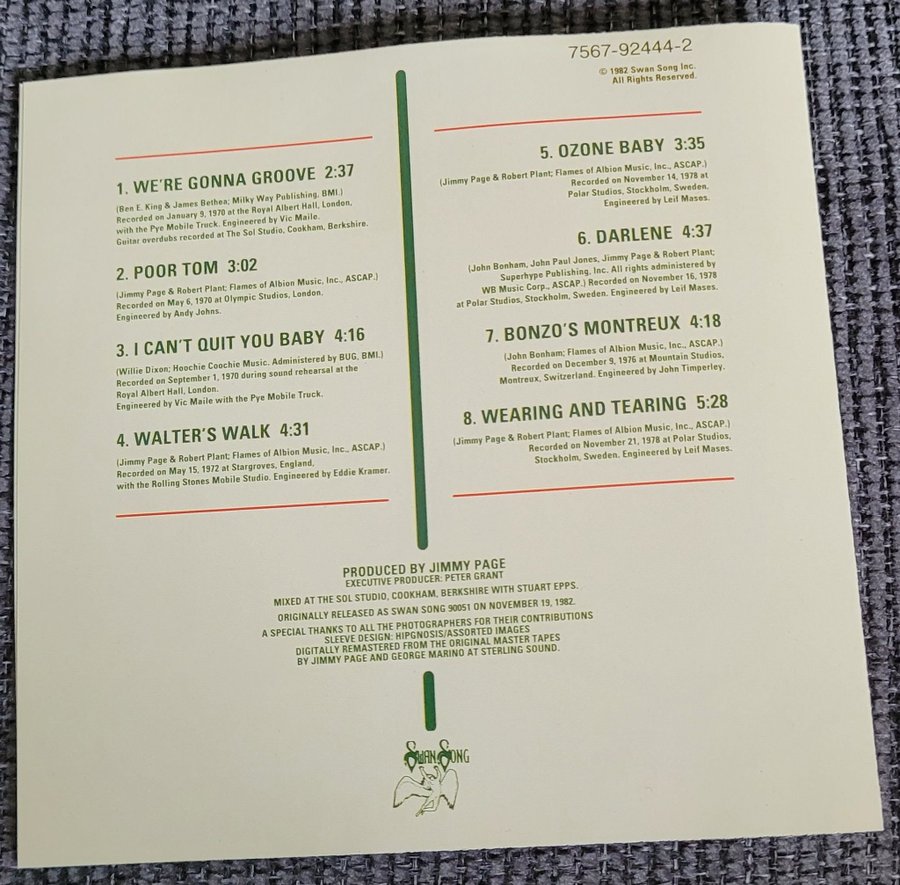 7567-92444-2
© 1982 Swan Song Inc.
All Rights Reserved.
1. WE'RE GONNA GROOVE 2:37
(Ben E. King & James Bethea; Milky Way Publishing, BMI.)
Recorded on January 9, 1970 at the Royal Albert Hall, London,
with the Pye Mobile Truck. Engineered by Vic Maile.
Guitar overdubs recorded at The Sol Studio, Cookham, Berkshire.
2. POOR TOM 3:02
(Jimmy Page & Robert Plant; Flames of Albion Music, Inc., ASCAP.)
Recorded on May 6, 1970 at Olympic Studios, London.
Engineered by Andy Johns.
3. I CAN'T QUIT YOU BABY 4:16
(Willie Dixon; Hoochie Coochie Music. Administered by BUG, BMI.)
Recorded on September 1, 1970 during sound rehearsal at the
Royal Albert Hall, London.
Engineered by Vic Maile with the Pye Mobile Truck.
4. WALTER'S WALK 4:31
(Jimmy Page & Robert Plant; Flames of Albion Music, Inc., ASCAP.)
Recorded on May 15, 1972 at Stargroves, England,
with the Rolling Stones Mobile Studio. Engineered by Eddie Kramer.
5. OZONE BABY 3:35
(Jimmy Page & Robert Plant; Flames of Albion Music, Inc., ASCAP.)
Recorded on November 14, 1978 at
Polar Studios, Stockholm, Sweden.
Engineered by Leif Mases.
6. DARLENE 4:37
(John Bonham, John Paul Jones, Jimmy Page & Robert Plant;
Superhype Publishing, Inc. All rights administered by
WB Music Corp., ASCAP.) Recorded on November 16, 1978
at Polar Studios, Stockholm, Sweden. Engineered by Leif Mases.
7. BONZO'S MONTREUX 4:18
(John Bonham; Flames of Albion Music, Inc., ASCAP.)
Recorded on December 9, 1976 at Mountain Studios,
Montreux, Switzerland. Engineered by John Timperley.
8. WEARING AND TEARING 5:28
(Jimmy Page & Robert Plant; Flames of Albion Music, Inc., ASCAP.)
Recorded on November 21, 1978 at Polar Studios,
Stockholm, Sweden. Engineered by Leif Mases.
PRODUCED BY JIMMY PAGE
EXECUTIVE PRODUCER: PETER GRANT
MIXED AT THE SOL STUDIO, COOKHAM, BERKSHIRE WITH STUART EPPS.
ORIGINALLY RELEASED AS SWAN SONG 90051 ON NOVEMBER 19, 1982.
A SPECIAL THANKS TO ALL THE PHOTOGRAPHERS FOR THEIR CONTRIBUTIONS
SLEEVE DESIGN: HIPGNOSIS/ASSORTED IMAGES
DIGITALLY REMASTERED FROM THE ORIGINAL MASTER TAPES
BY JIMMY PAGE AND GEORGE MARINO AT STERLING SOUND.
SWAN SONG